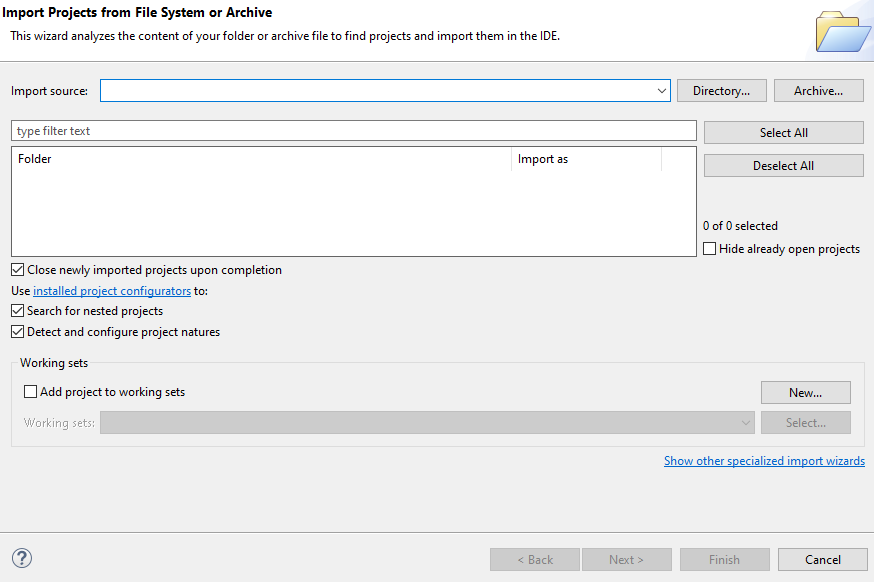 Import Projects from File System or Archive
This wizard analyzes the content of your folder or archive file to find projects and import them in the IDE.
Import source: Directory... Archive...
type filter text
Select All
Folder Import as
Deselect All
0 of 0 selected
Hide already open projects
Close newly imported projects upon completion
Use installed project configurators to:
Search for nested projects
Detect and configure project natures
Working sets
Add project to working sets New...
Working sets: Select...
Show other specialized import wizards
? < Back Next > Finish Cancel